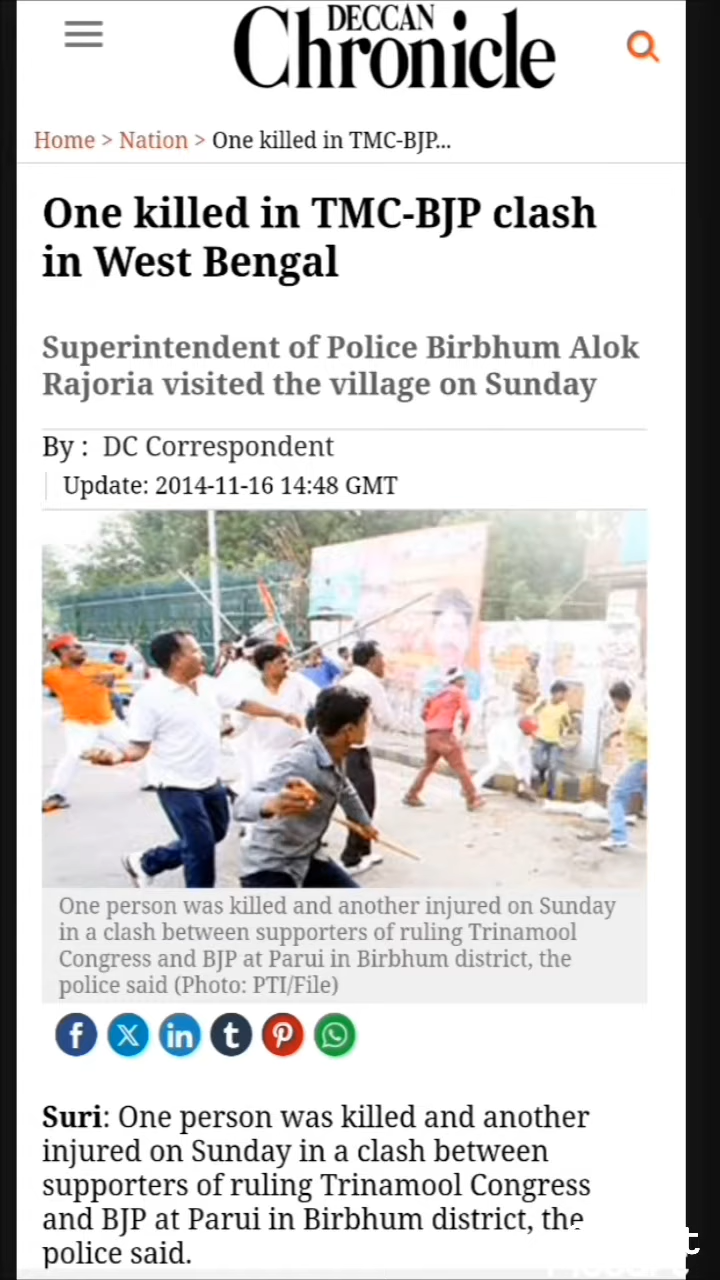 DECCAN
Chronicle
Home > Nation > One killed in TMC-BJP...
One killed in TMC-BJP clash
in West Bengal
Superintendent of Police Birbhum Alok
Rajoria visited the village on Sunday
By : DC Correspondent
Update: 2014-11-16 14:48 GMT
One person was killed and another injured on Sunday
in a clash between supporters of ruling Trinamool
Congress and BJP at Parui in Birbhum district, the
police said (Photo: PTI/File)
Suri: One person was killed and another
injured on Sunday in a clash between
supporters of ruling Trinamool Congress
and BJP at Parui in Birbhum district, the
police said.